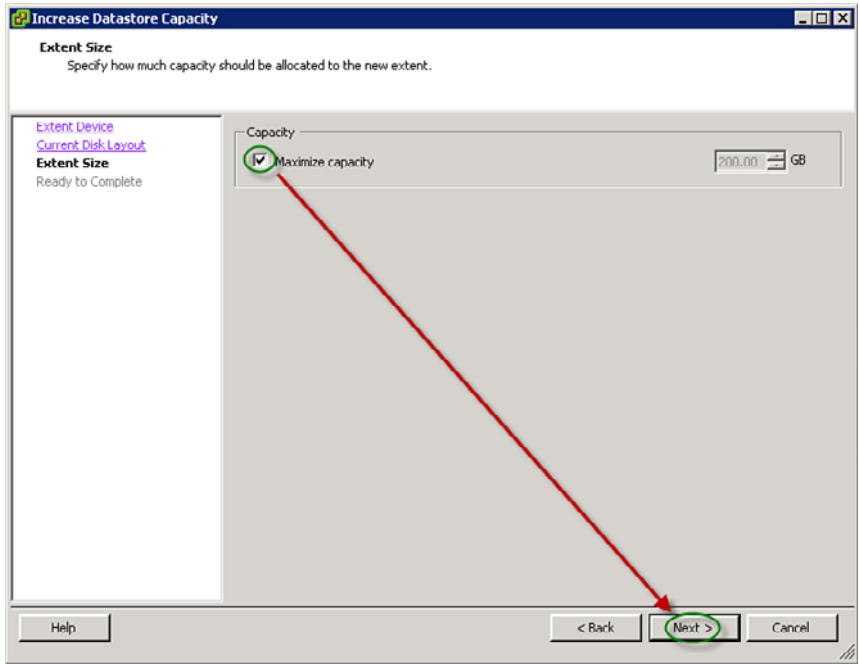 Increase Datastore Capacity
Extent Size
Specify how much capacity should be allocated to the new extent.
Extent Device
Current Disk Layout
Extent Size
Ready to Complete
Capacity
Maximize capacity
200.00 GB
Help
< Back
Next >
Cancel